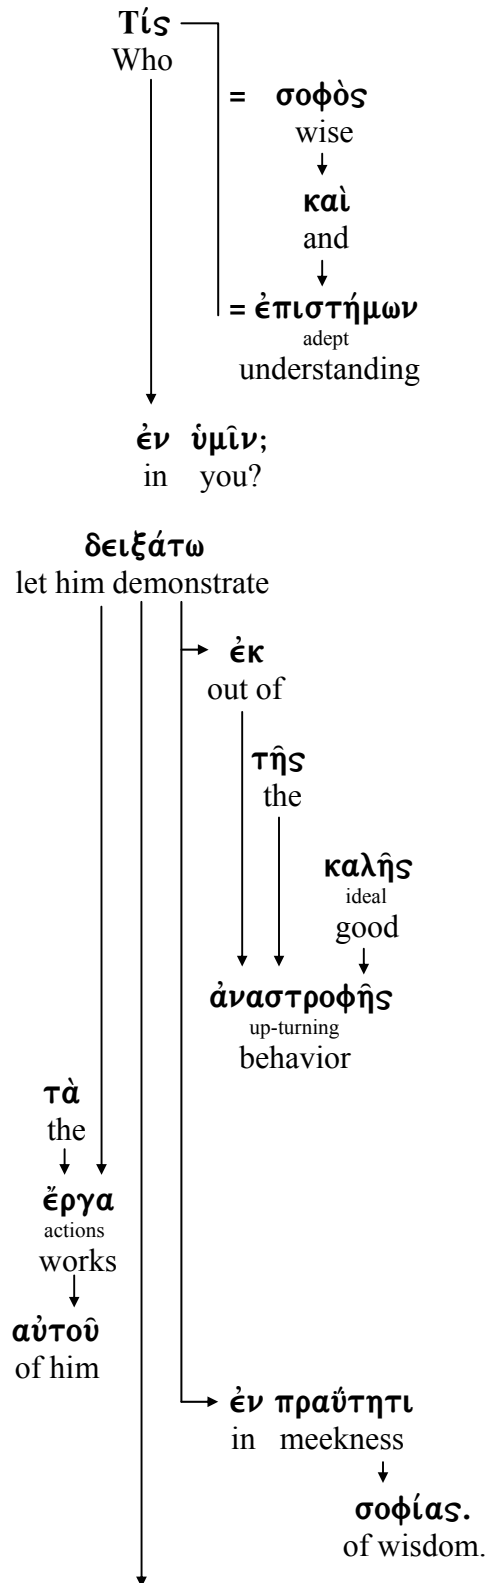 Τίς
Who
= σοφὸς
wise
καὶ
and
= ἐπιστήμων
adept
understanding
ἐν ὑμῖν;
in you?
δειξάτω
let him demonstrate
ἐκ
out of
τῆς
the
καλῆς
ideal
good
ἀναστροφῆς
up-turning
behavior
τὰ
the
ἔργα
actions
works
αὐτοῦ
of him
ἐν πραΰτητι
in meekness
σοφίας.
of wisdom.